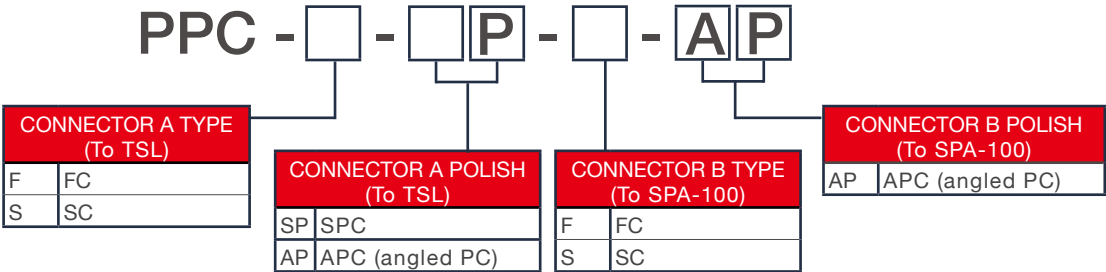 PPC - - P - - AP
CONNECTOR A TYPE
(To TSL)
F FC
S SC
CONNECTOR A POLISH
(To TSL)
SP SPC
AP APC (angled PC)
CONNECTOR B TYPE
(To SPA-100)
F FC
S SC
CONNECTOR B POLISH
(To SPA-100)
AP APC (angled PC)